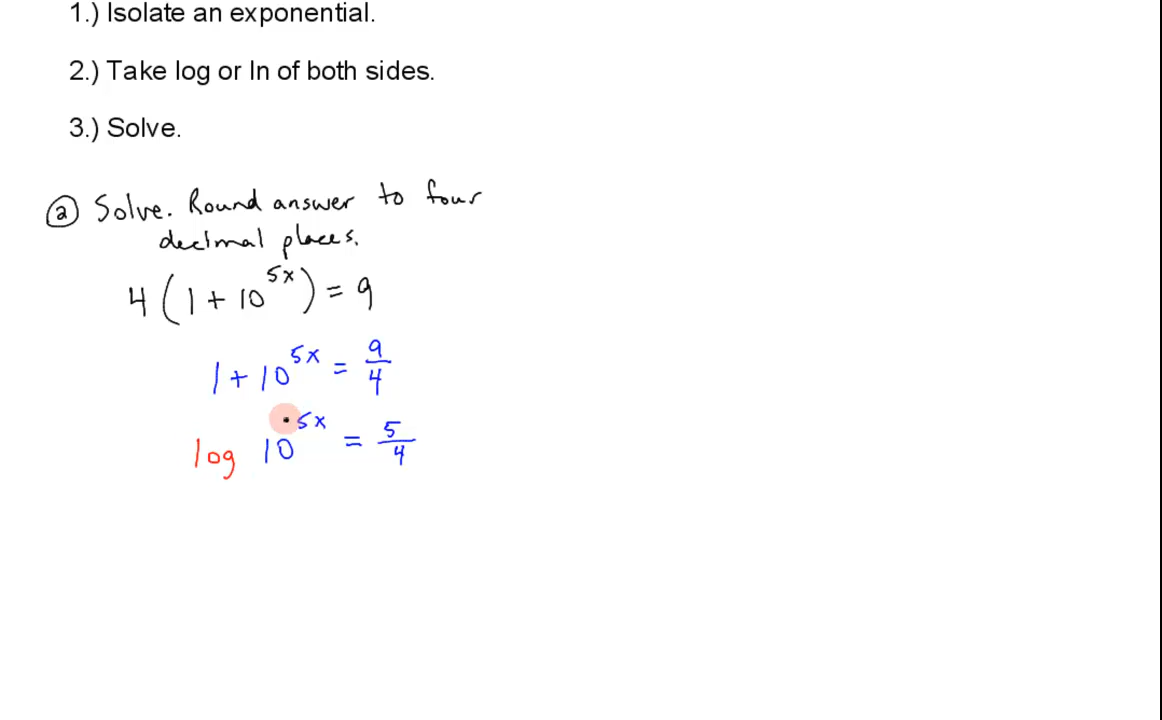 1.) Isolate an exponential.
2.) Take log or ln of both sides.
3.) Solve.
ⓐ Solve. Round answer to four
decimal places.
4(1 + 10^{5x}) = 9
1 + 10^{5x} = 9/4
log 10^{5x} = 5/4